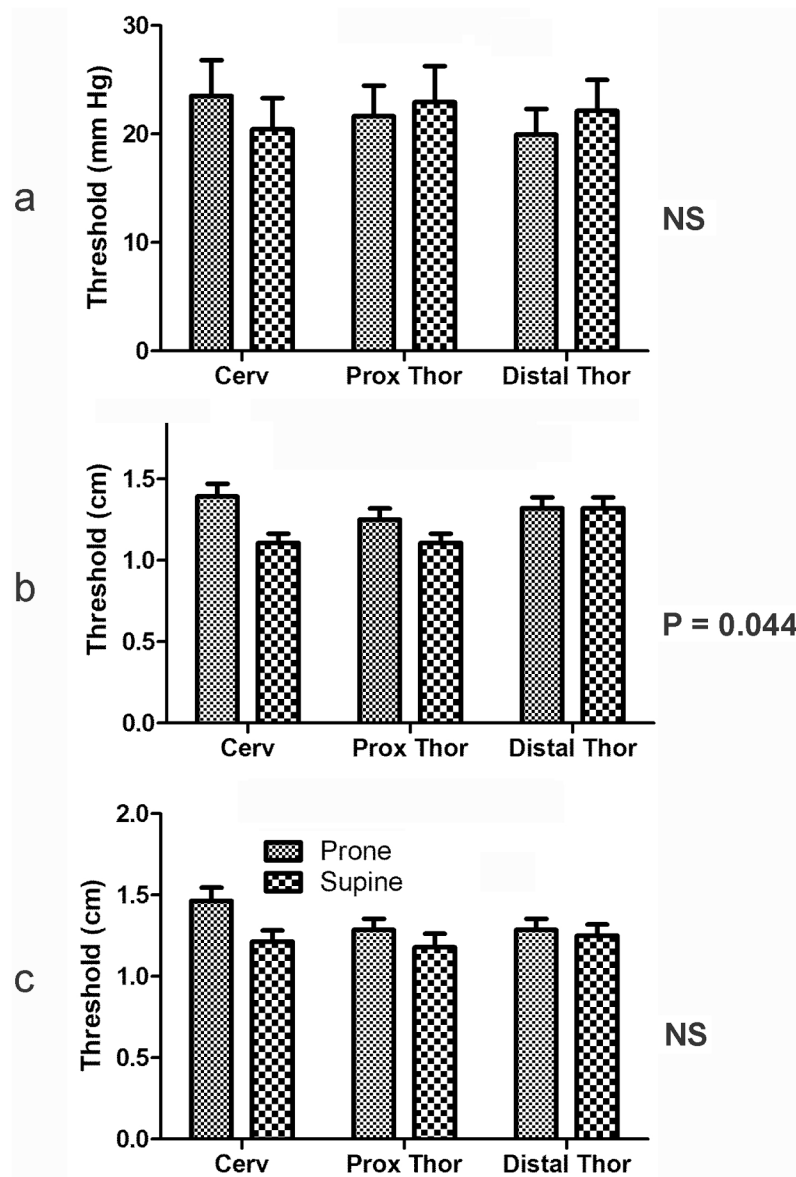 a
Threshold (mm Hg)
30
20
10
0
Cerv Prox Thor Distal Thor
NS
b
Threshold (cm)
1.5
1.0
0.5
0.0
Cerv Prox Thor Distal Thor
P = 0.044
c
Threshold (cm)
2.0
1.5
1.0
0.5
0.0
Prone
Supine
Cerv Prox Thor Distal Thor
NS